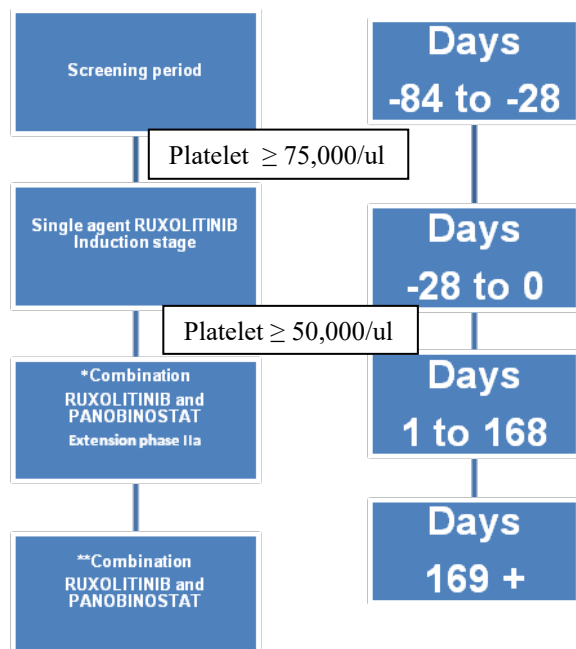 Screening period
Days
-84 to -28
Platelet ≥ 75,000/ul
Single agent RUXOLITINIB
Induction stage
Days
-28 to 0
Platelet ≥ 50,000/ul
*Combination
RUXOLITINIB and
PANOBINOSTAT
Extension phase IIa
Days
1 to 168
**Combination
RUXOLITINIB and
PANOBINOSTAT
Days
169 +